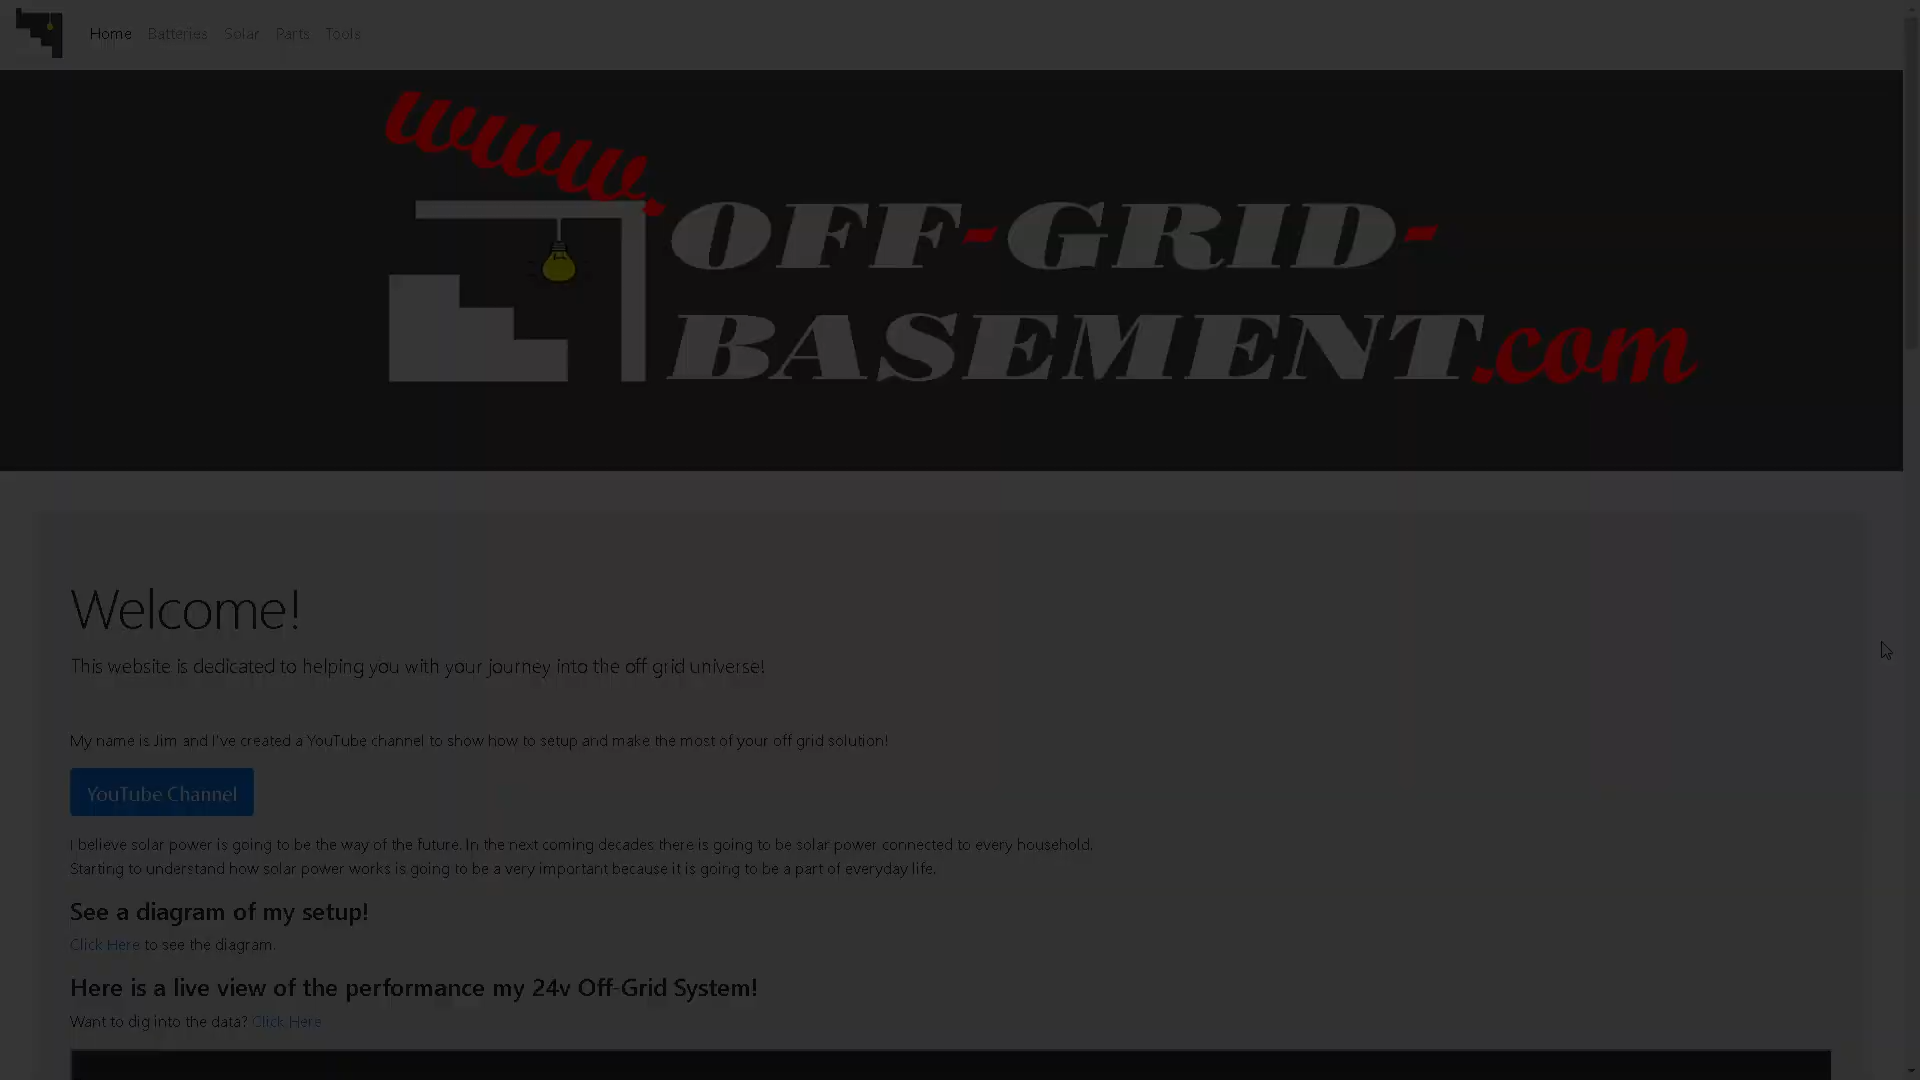 Home Batteries Solar Parts Tools
www.
OFF-GRID-
BASEMENT.com
Welcome!
This website is dedicated to helping you with your journey into the off grid universe!
My name is Jim and I've created a YouTube channel to show how to setup and make the most of your off grid solution!
YouTube Channel
I believe solar power is going to be the way of the future. In the next coming decades there is going to be solar power connected to every household.
Starting to understand how solar power works is going to be a very important because it is going to be a part of everyday life.
See a diagram of my setup!
Click Here to see the diagram.
Here is a live view of the performance my 24v Off-Grid System!
Want to dig into the data? Click Here